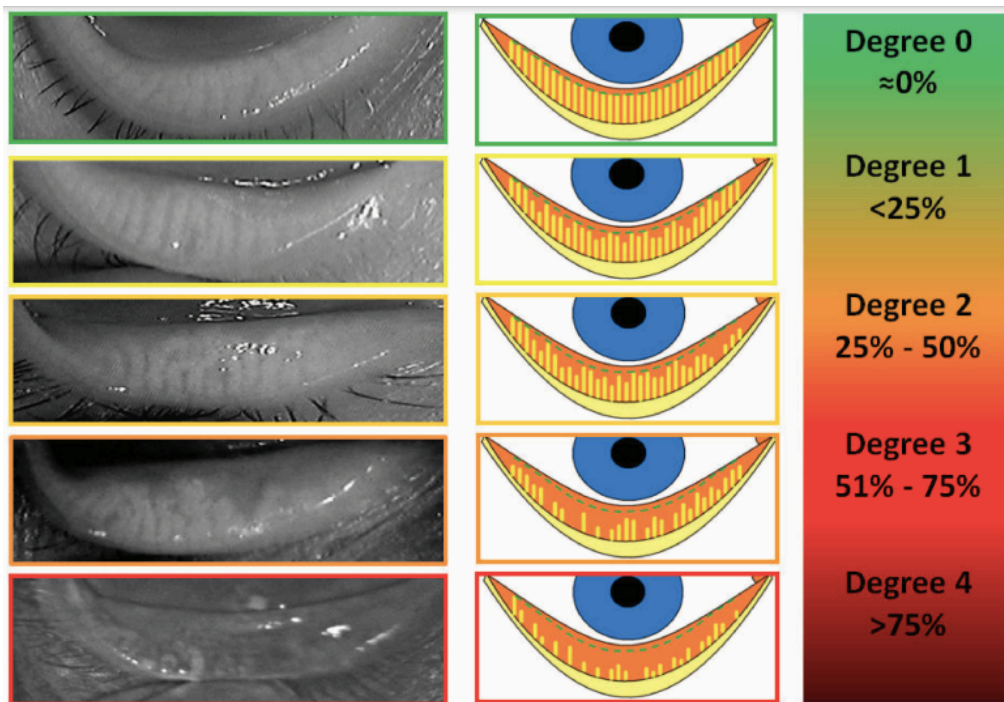 Degree 0
≈0%
Degree 1
<25%
Degree 2
25% - 50%
Degree 3
51% - 75%
Degree 4
>75%